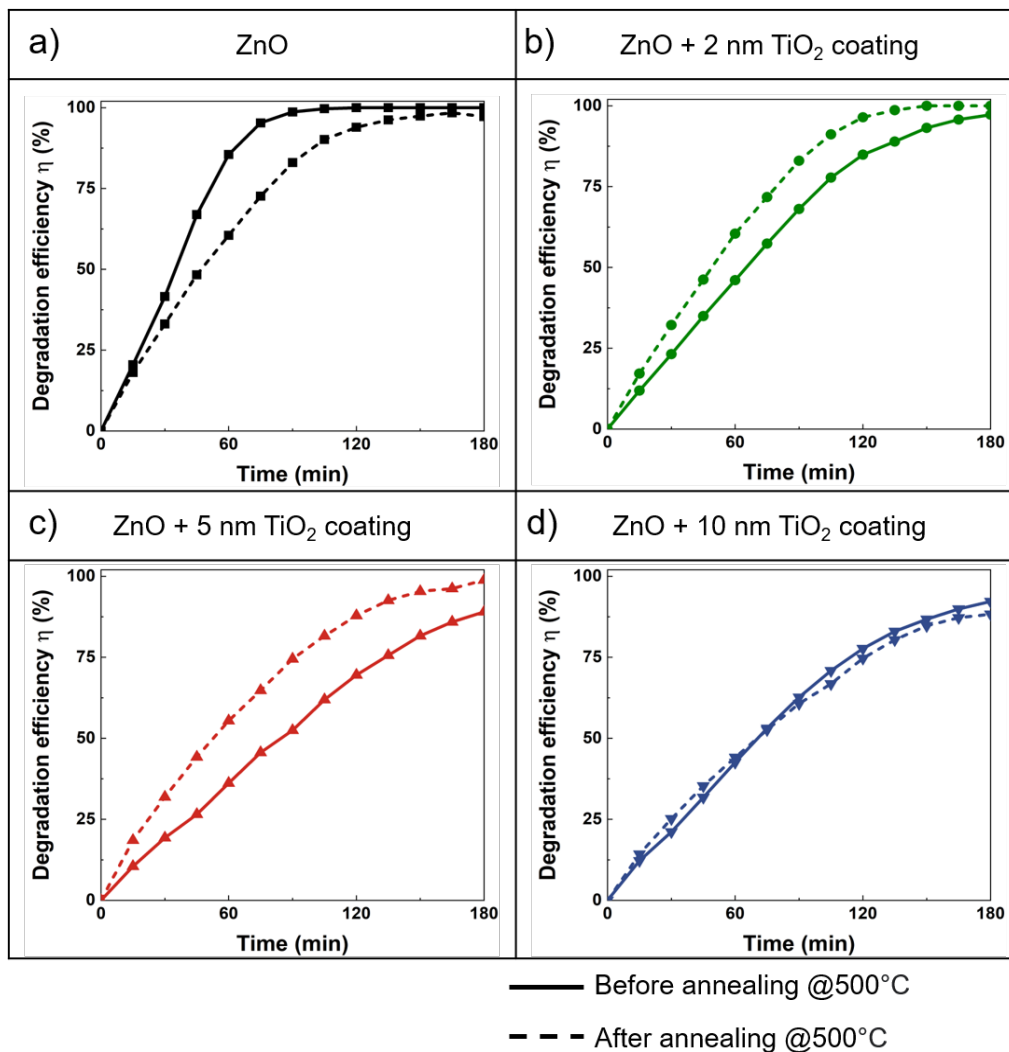 a) ZnO
b) ZnO + 2 nm TiO₂ coating
Degradation efficiency η (%)
100
75
50
25
0
0 60 120 180
Time (min)
Degradation efficiency η (%)
100
75
50
25
0
0 60 120 180
Time (min)
c) ZnO + 5 nm TiO₂ coating
d) ZnO + 10 nm TiO₂ coating
Degradation efficiency η (%)
100
75
50
25
0
0 60 120 180
Time (min)
Degradation efficiency η (%)
100
75
50
25
0
0 60 120 180
Time (min)
Before annealing @500°C
After annealing @500°C